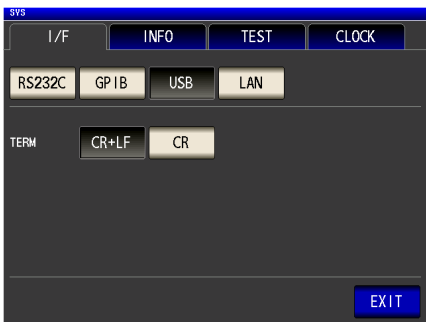 SYS
I/F INFO TEST CLOCK
RS232C GPIB USB LAN
TERM CR+LF CR
EXIT